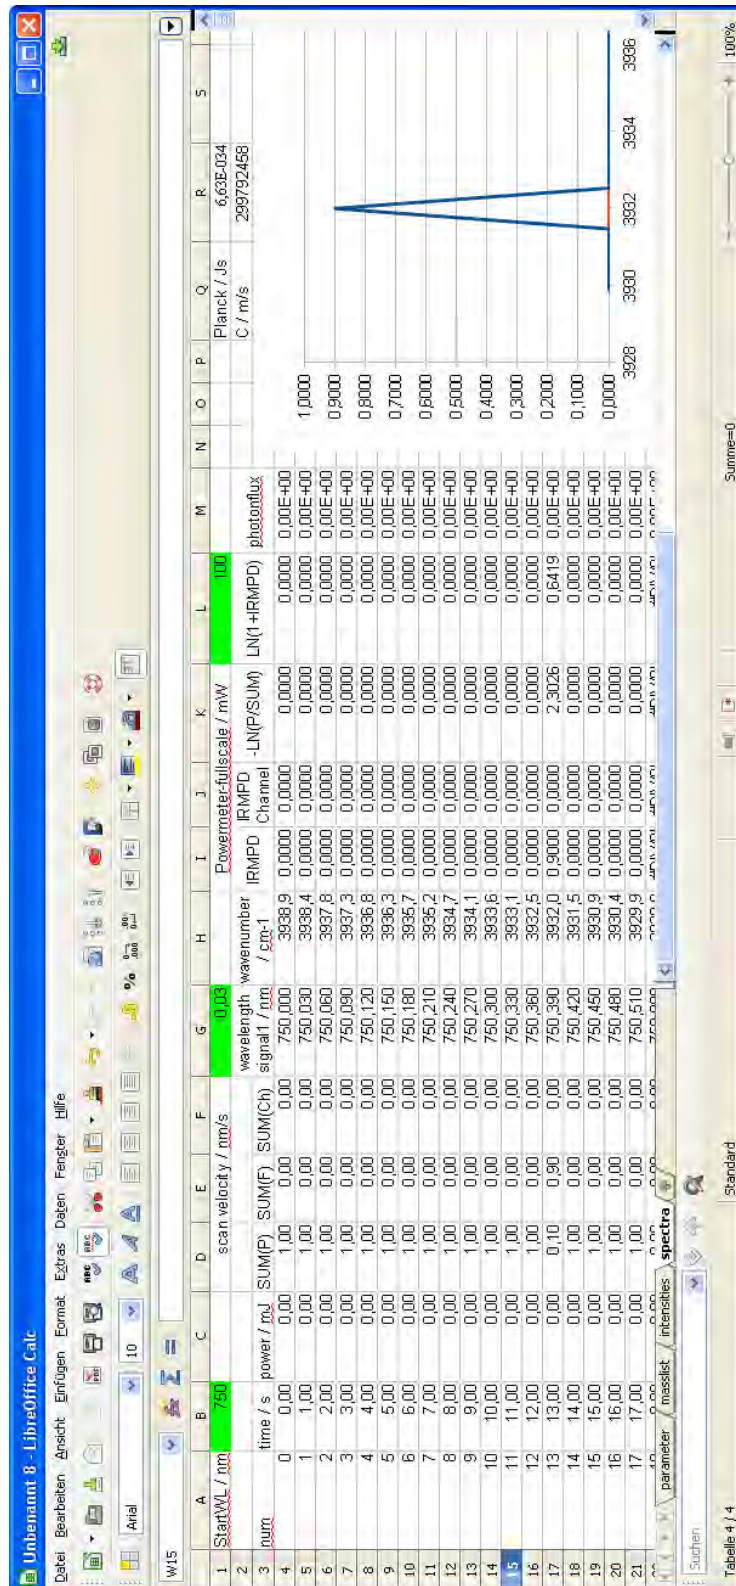 Unbenannt 8 - LibreOffice Calc
Datei Bearbeiten Ansicht Einfügen Format Extras Daten Fenster Hilfe
Arial 10
W15
A B C D E F G H I J K L M N O P Q R S
1 StartWL / nm 750 scan velocity / nm/s 0,03 Powermeter-fullscale / mW 100 Planck / Js 6,63E-034
2 wavelength wavenumber IRMPD C / m/s 299792458
3 num time / s power / mJ SUM(P) SUM(F) SUM(Ch) signal1 / nm / cm-1 IRMPD Channel -LN(P/SUM) LN(1+IRMPD) photonflux
4 0 0,00 0,00 1,00 0,00 0,00 750,000 3938,9 0,0000 0,0000 0,0000 0,0000 0,00E+00
5 1 1,00 0,00 1,00 0,00 0,00 750,030 3938,4 0,0000 0,0000 0,0000 0,0000 0,00E+00
6 2 2,00 0,00 1,00 0,00 0,00 750,060 3937,8 0,0000 0,0000 0,0000 0,0000 0,00E+00
7 3 3,00 0,00 1,00 0,00 0,00 750,090 3937,3 0,0000 0,0000 0,0000 0,0000 0,00E+00
8 4 4,00 0,00 1,00 0,00 0,00 750,120 3936,8 0,0000 0,0000 0,0000 0,0000 0,00E+00
9 5 5,00 0,00 1,00 0,00 0,00 750,150 3936,3 0,0000 0,0000 0,0000 0,0000 0,00E+00
10 6 6,00 0,00 1,00 0,00 0,00 750,180 3935,7 0,0000 0,0000 0,0000 0,0000 0,00E+00
11 7 7,00 0,00 1,00 0,00 0,00 750,210 3935,2 0,0000 0,0000 0,0000 0,0000 0,00E+00
12 8 8,00 0,00 1,00 0,00 0,00 750,240 3934,7 0,0000 0,0000 0,0000 0,0000 0,00E+00
13 9 9,00 0,00 1,00 0,00 0,00 750,270 3934,1 0,0000 0,0000 0,0000 0,0000 0,00E+00
14 10 10,00 0,00 1,00 0,00 0,00 750,300 3933,6 0,0000 0,0000 0,0000 0,0000 0,00E+00
15 11 11,00 0,00 1,00 0,00 0,00 750,330 3933,1 0,0000 0,0000 0,0000 0,0000 0,00E+00
16 12 12,00 0,00 1,00 0,00 0,00 750,360 3932,5 0,0000 0,0000 0,0000 0,0000 0,00E+00
17 13 13,00 0,00 0,10 0,90 0,00 750,390 3932,0 0,9000 0,0000 2,3026 0,6419 0,00E+00
18 14 14,00 0,00 1,00 0,00 0,00 750,420 3931,5 0,0000 0,0000 0,0000 0,0000 0,00E+00
19 15 15,00 0,00 1,00 0,00 0,00 750,450 3930,9 0,0000 0,0000 0,0000 0,0000 0,00E+00
20 16 16,00 0,00 1,00 0,00 0,00 750,480 3930,4 0,0000 0,0000 0,0000 0,0000 0,00E+00
21 17 17,00 0,00 1,00 0,00 0,00 750,510 3929,9 0,0000 0,0000 0,0000 0,0000 0,00E+00
1,0000
0,9000
0,8000
0,7000
0,6000
0,5000
0,4000
0,3000
0,2000
0,1000
0,0000
3928 3930 3932 3934 3936
parameter masslist intensities spectra
Suchen
Tabelle 4 / 4 Standard Summe=0 100%